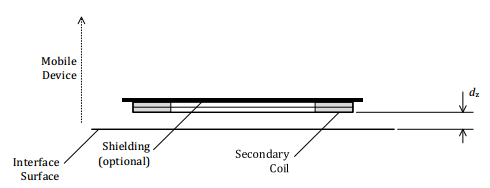 Mobile
Device
dz
Shielding
(optional)
Secondary
Coil
Interface
Surface